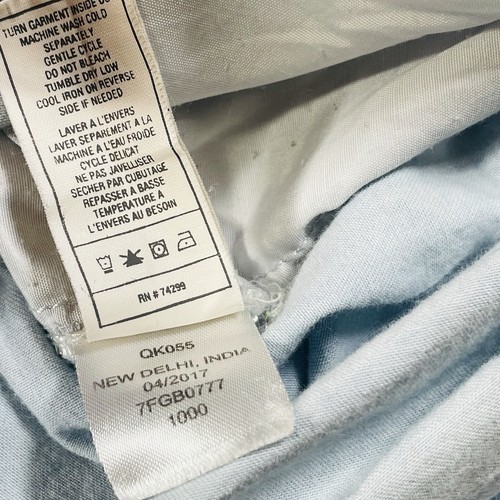 TURN GARMENT INSIDE OU
MACHINE WASH COLD
SEPARATELY
GENTLE CYCLE
DO NOT BLEACH
TUMBLE DRY LOW
COOL IRON ON REVERSE
SIDE IF NEEDED
LAVER A L'ENVERS
LAVER SEPAREMENT A LA
MACHINE A L'EAU FROIDE
CYCLE DELICAT
NE PAS JAVELLISER
SECHER PAR CUBUTAGE
REPASSER A BASSE
TEMPERATURE A
L'ENVERS AU BESOIN
RN # 74299
QK055
NEW DELHI, INDIA
04/2017
7FGB0777
1000